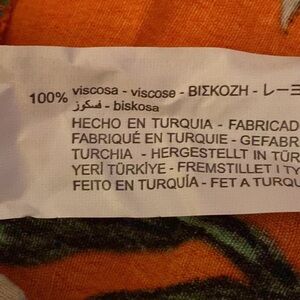 100% viscosa - viscose - ΒΙΣΚΟΖΗ - レーヨ
فسكوز - biskosa
HECHO EN TURQUIA - FABRICAD
FABRIQUÉ EN TURQUIE - GEFABR
TURCHIA - HERGESTELLT IN TÜR
YERİ TÜRKİYE - FREMSTILLET I TY
FEITO EN TURQUÍA - FET A TURQU